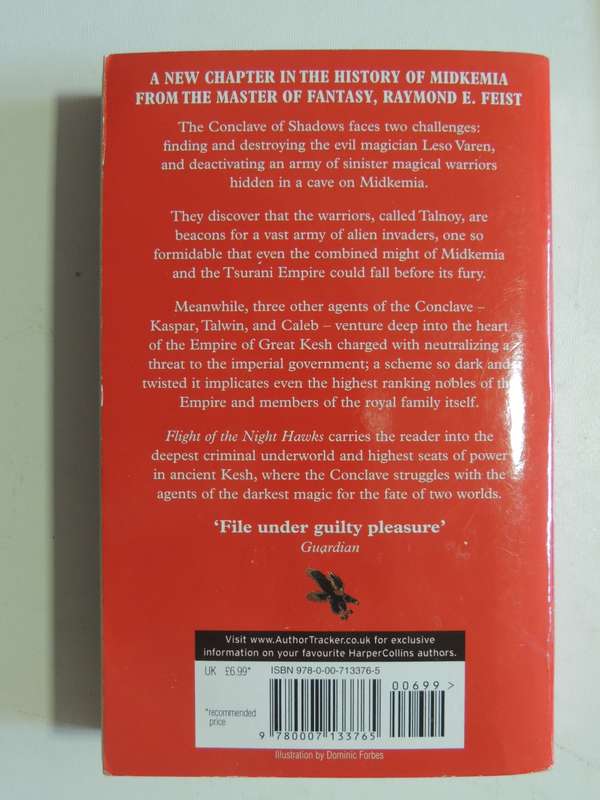 A NEW CHAPTER IN THE HISTORY OF MIDKEMIA
FROM THE MASTER OF FANTASY, RAYMOND E. FEIST
The Conclave of Shadows faces two challenges:
finding and destroying the evil magician Leso Varen,
and deactivating an army of sinister magical warriors
hidden in a cave on Midkemia.
They discover that the warriors, called Talnoy, are
beacons for a vast army of alien invaders, one so
formidable that even the combined might of Midkemia
and the Tsurani Empire could fall before its fury.
Meanwhile, three other agents of the Conclave –
Kaspar, Talwin, and Caleb – venture deep into the heart
of the Empire of Great Kesh charged with neutralizing a
threat to the imperial government; a scheme so dark and
twisted it implicates even the highest ranking nobles of the
Empire and members of the royal family itself.
Flight of the Night Hawks carries the reader into the
deepest criminal underworld and highest seats of power
in ancient Kesh, where the Conclave struggles with the
agents of the darkest magic for the fate of two worlds.
‘File under guilty pleasure’
Guardian
Visit www.AuthorTracker.co.uk for exclusive
information on your favourite HarperCollins authors.
UK £6.99*
ISBN 978-0-00-713376-5
00699>
*recommended
price
9 780007 133765
Illustration by Dominic Forbes